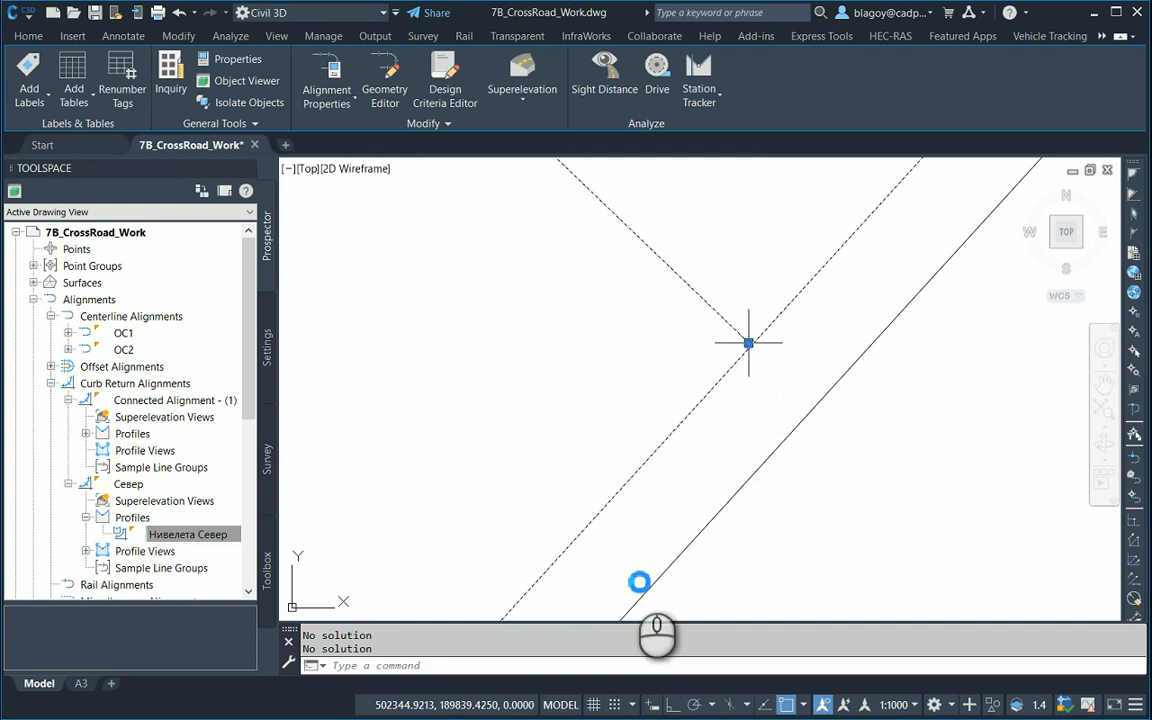 C3D Civil 3D Share 7B_CrossRoad_Work.dwg Type a keyword or phrase blagoy@cadp...
Home Insert Annotate Modify Analyze View Manage Output Survey Rail Transparent InfraWorks Collaborate Help Add-ins Express Tools HEC-RAS Featured Apps Vehicle Tracking
Add Labels
Add Tables
Renumber Tags
Inquiry
Properties
Object Viewer
Isolate Objects
Alignment Properties
Geometry Editor
Design Criteria Editor
Superelevation
Sight Distance
Drive
Station Tracker
Labels & Tables General Tools Modify Analyze
Start 7B_CrossRoad_Work*
TOOLSPACE
Active Drawing View
7B_CrossRoad_Work
Points
Point Groups
Surfaces
Alignments
Centerline Alignments
OC1
OC2
Offset Alignments
Curb Return Alignments
Connected Alignment - (1)
Superelevation Views
Profiles
Profile Views
Sample Line Groups
Север
Superelevation Views
Profiles
Нивелета Север
Profile Views
Sample Line Groups
Rail Alignments
Prospector
Settings
Survey
Toolbox
[−][Top][2D Wireframe]
N
W TOP E
S
WCS
Y
X
No solution
No solution
Type a command
Model A3
502344.9213, 189839.4250, 0.0000 MODEL 1:1000 1.4